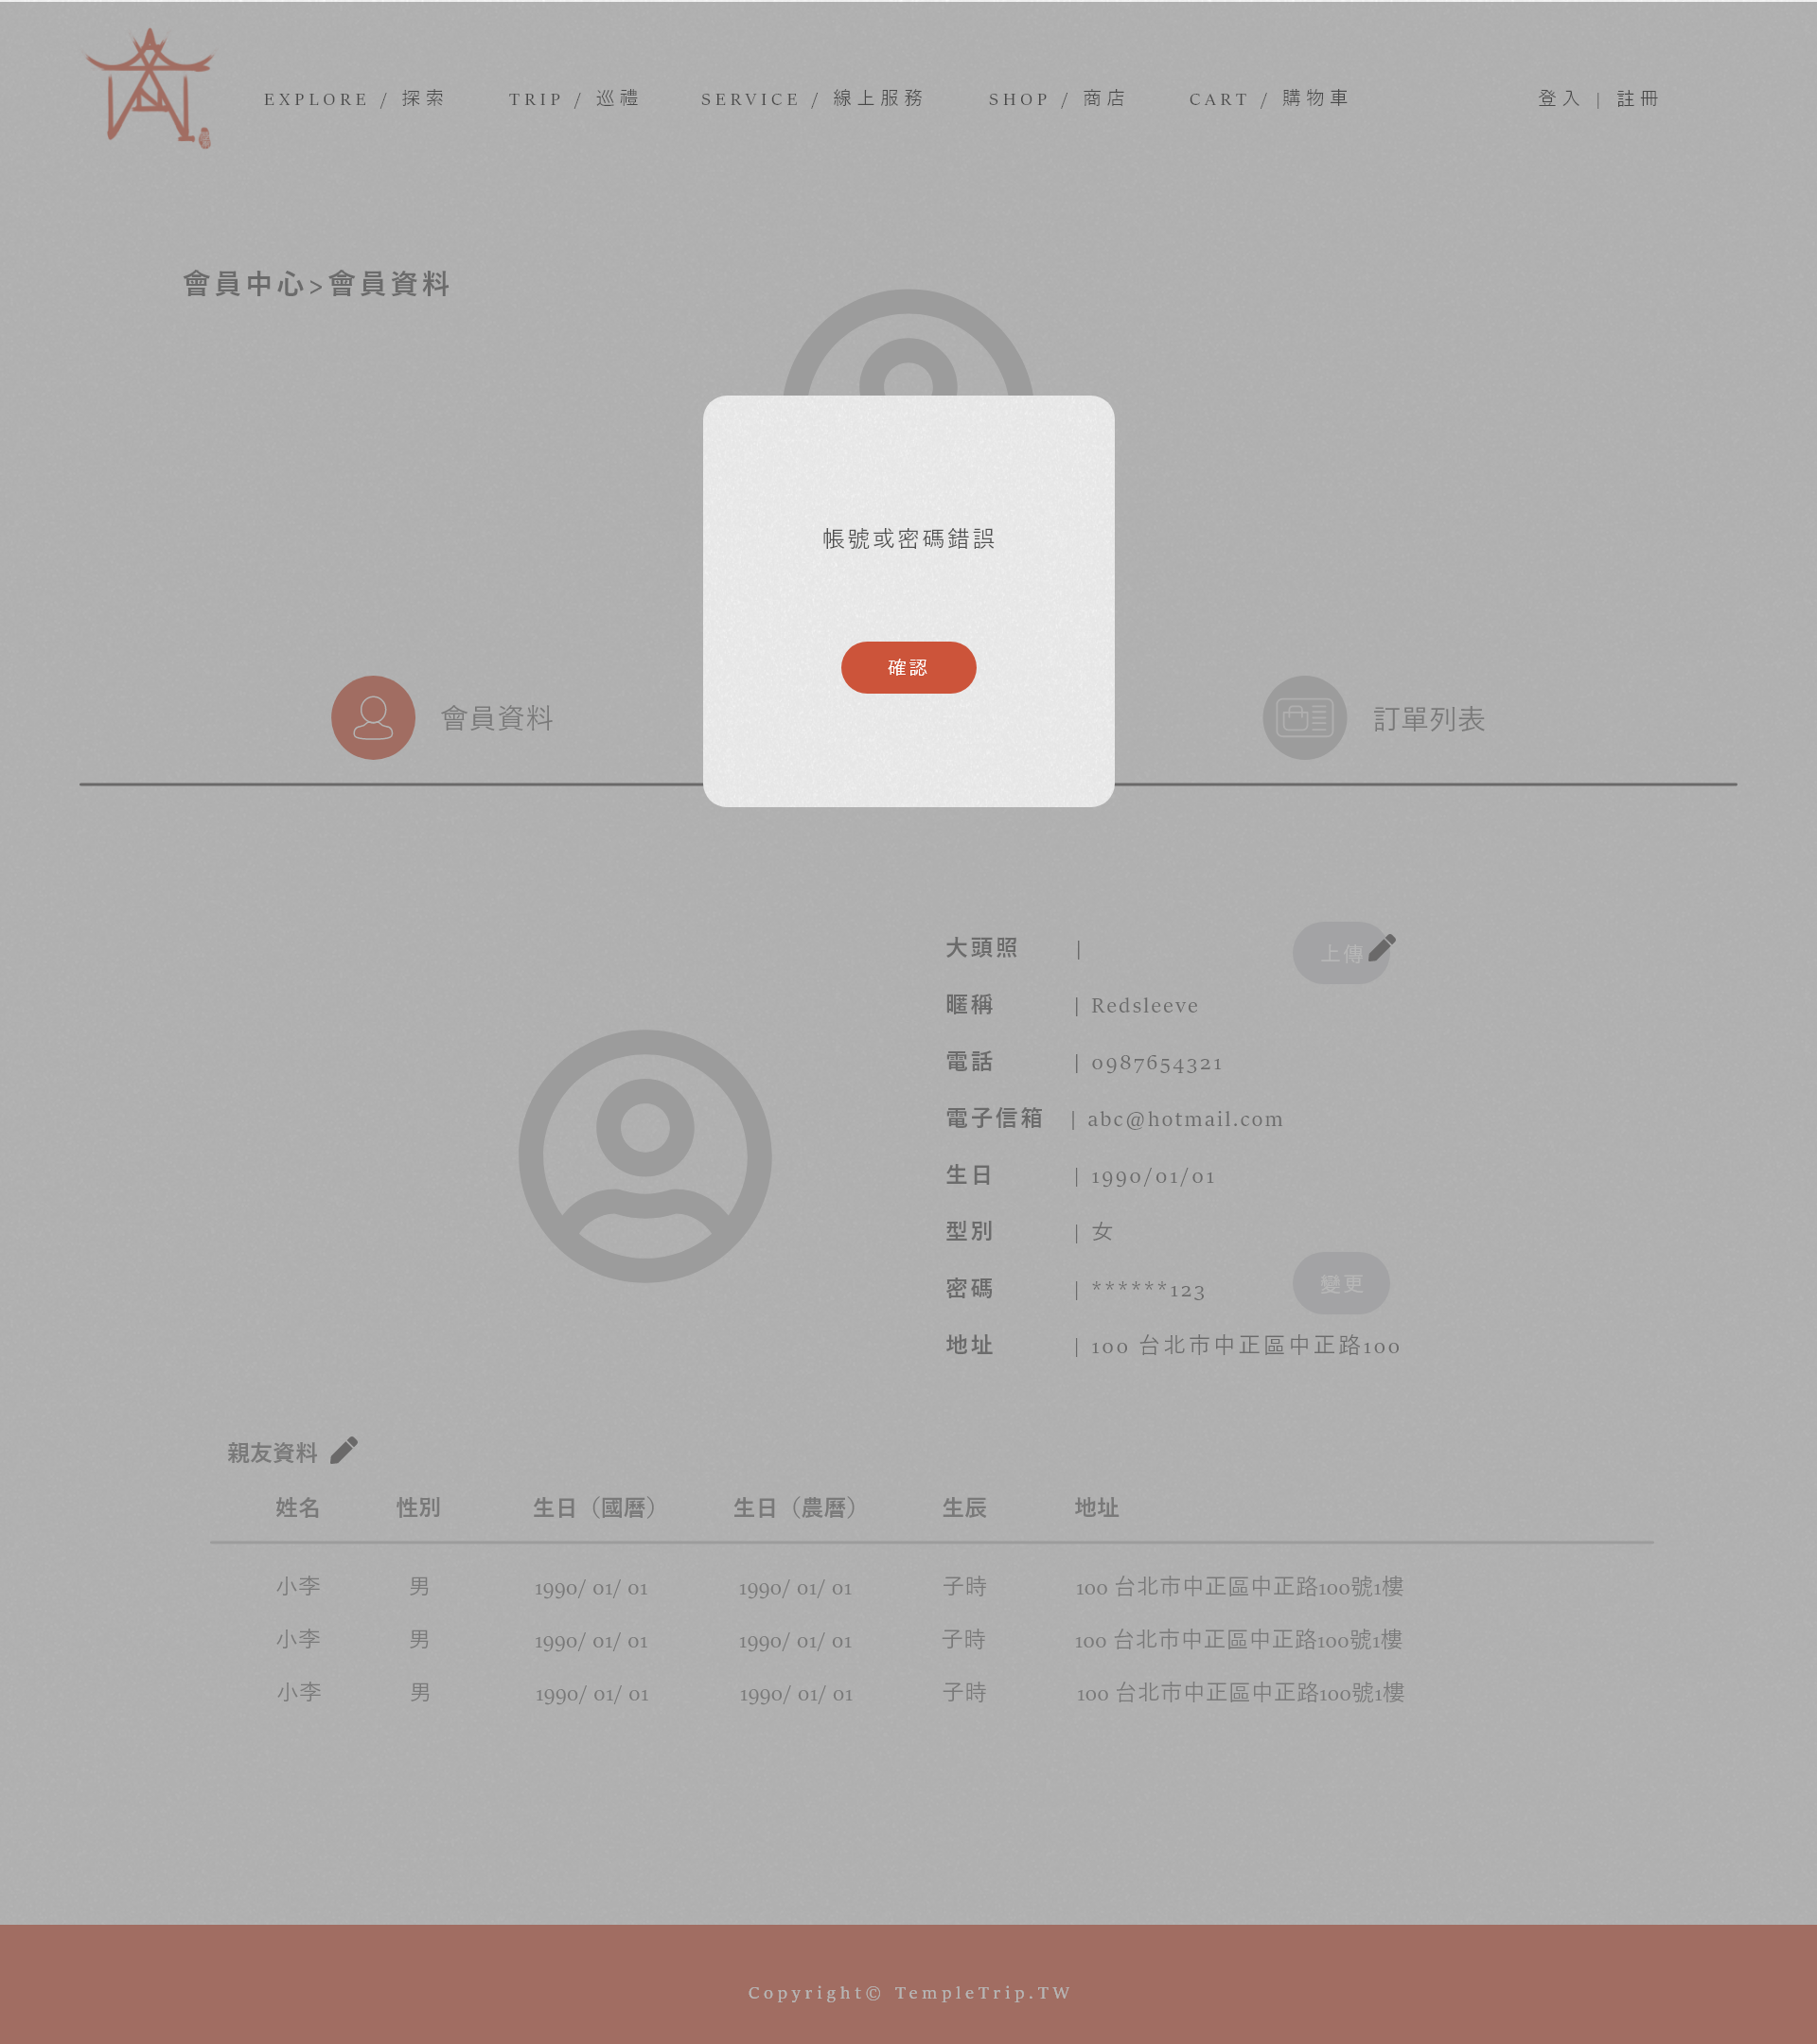 EXPLORE / 探索 TRIP / 巡禮 SERVICE / 線上服務 SHOP / 商店 CART / 購物車 登入 | 註冊
會員中心>會員資料
帳號或密碼錯誤
確認
會員資料 訂單列表
大頭照 | 上傳
暱稱 | Redsleeve
電話 | 0987654321
電子信箱 | abc@hotmail.com
生日 | 1990/01/01
型別 | 女
密碼 | ******123 變更
地址 | 100 台北市中正區中正路100
親友資料
姓名 性別 生日（國曆） 生日（農曆） 生辰 地址
小李 男 1990/ 01/ 01 1990/ 01/ 01 子時 100 台北市中正區中正路100號1樓
小李 男 1990/ 01/ 01 1990/ 01/ 01 子時 100 台北市中正區中正路100號1樓
小李 男 1990/ 01/ 01 1990/ 01/ 01 子時 100 台北市中正區中正路100號1樓
Copyright© TempleTrip.TW